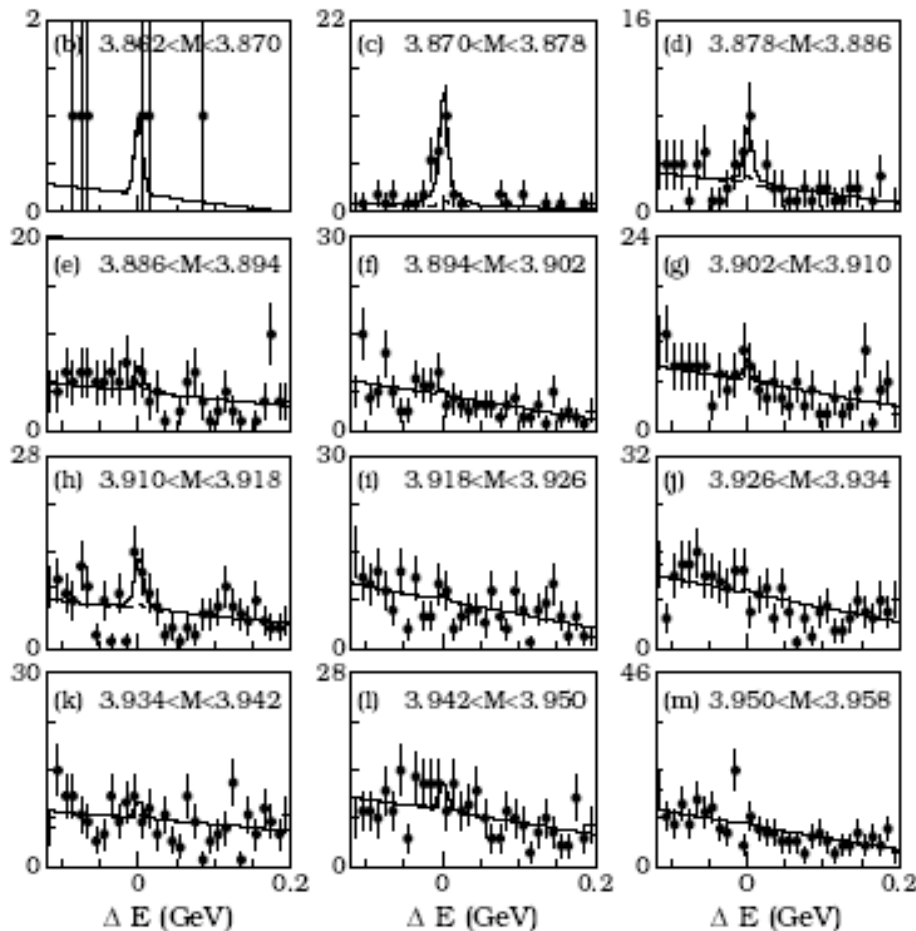 2 (b) 3.862<M<3.870
0
22 (c) 3.870<M<3.878
0
16 (d) 3.878<M<3.886
0
20 (e) 3.886<M<3.894
0
30 (f) 3.894<M<3.902
0
24 (g) 3.902<M<3.910
0
28 (h) 3.910<M<3.918
0
30 (i) 3.918<M<3.926
0
32 (j) 3.926<M<3.934
0
30 (k) 3.934<M<3.942
0
0 0.2
Δ E (GeV)
28 (l) 3.942<M<3.950
0
0 0.2
Δ E (GeV)
46 (m) 3.950<M<3.958
0
0 0.2
Δ E (GeV)